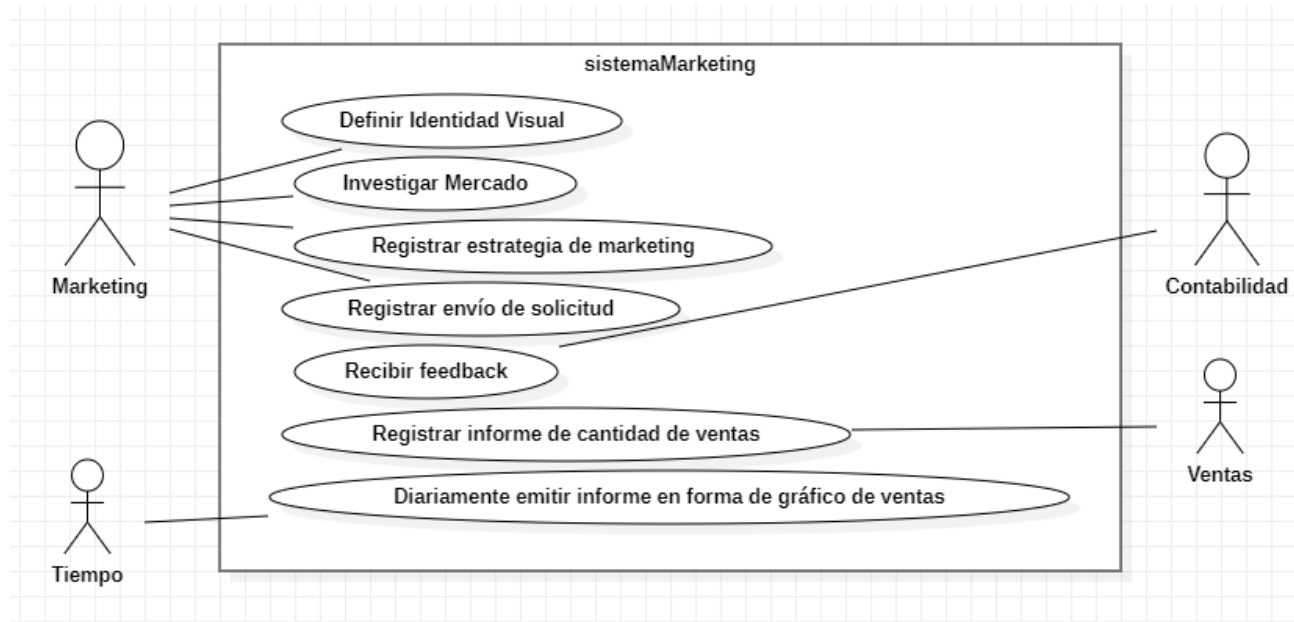 sistemaMarketing
Definir Identidad Visual
Investigar Mercado
Registrar estrategia de marketing
Marketing
Contabilidad
Registrar envío de solicitud
Recibir feedback
Registrar informe de cantidad de ventas
Ventas
Diariamente emitir informe en forma de gráfico de ventas
Tiempo